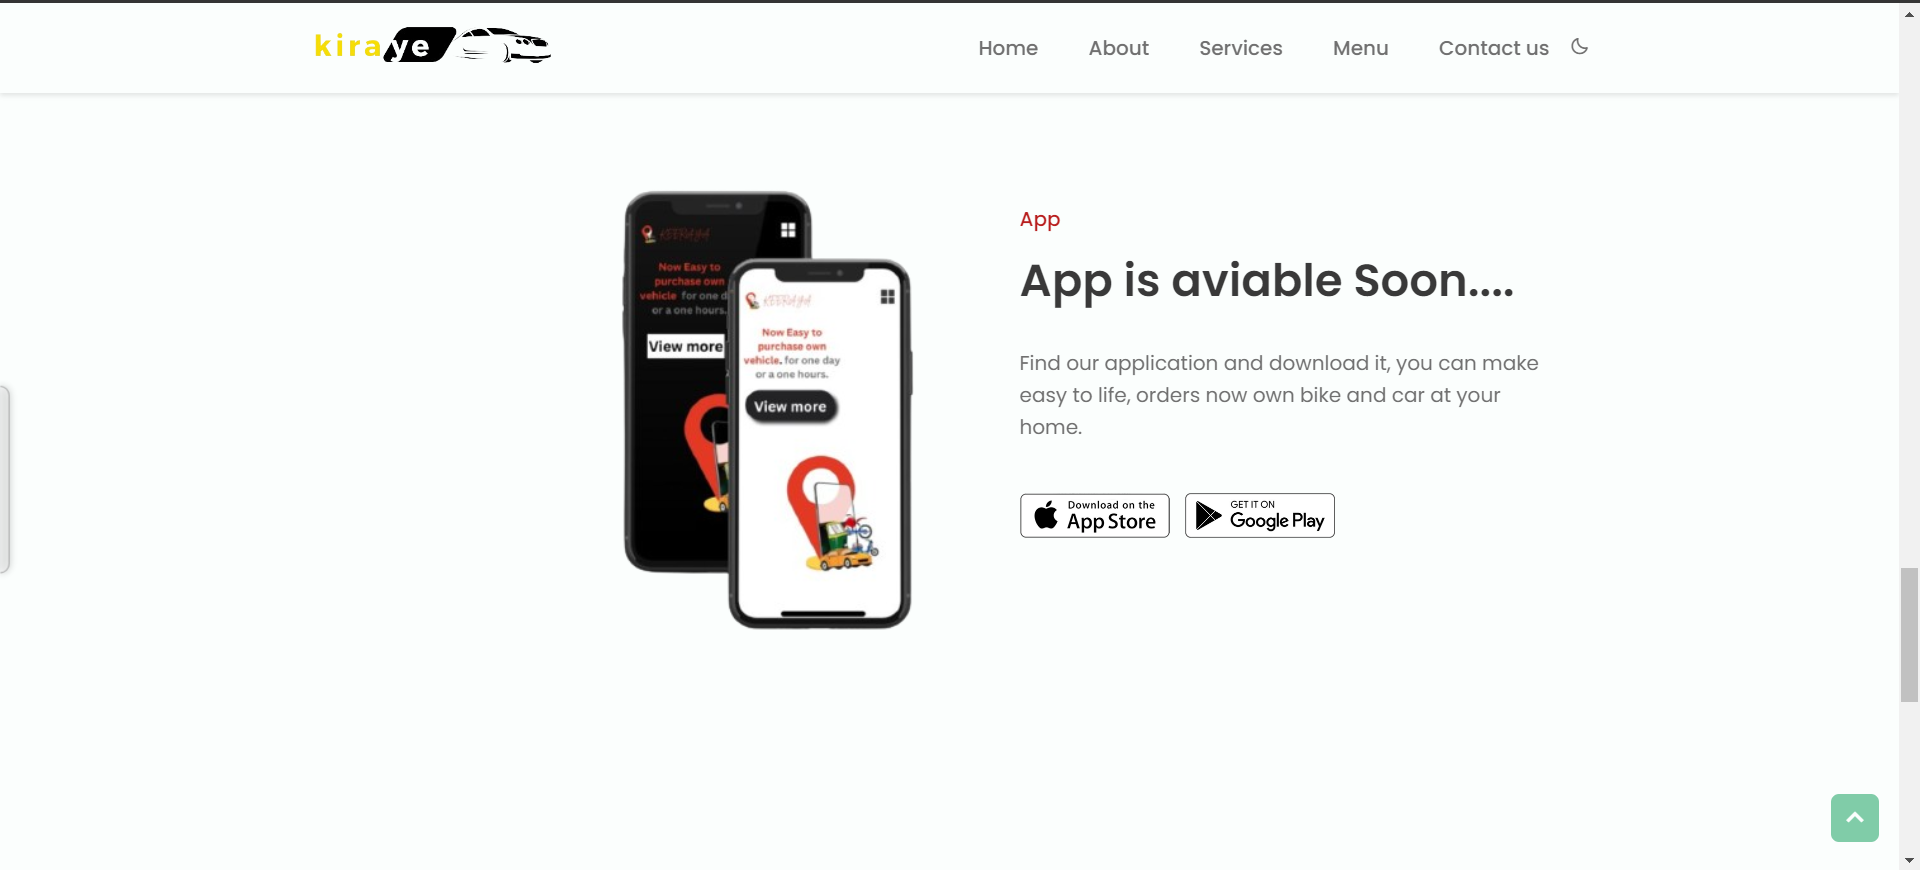 kiraye
Home About Services Menu Contact us
KEERAYA
Now Easy to
purchase own
vehicle for one d
or a one hours.
View more
KEERAYA
Now Easy to
purchase own
vehicle. for one day
or a one hours.
View more
App
App is aviable Soon....
Find our application and download it, you can make
easy to life, orders now own bike and car at your
home.
Download on the
App Store
GET IT ON
Google Play